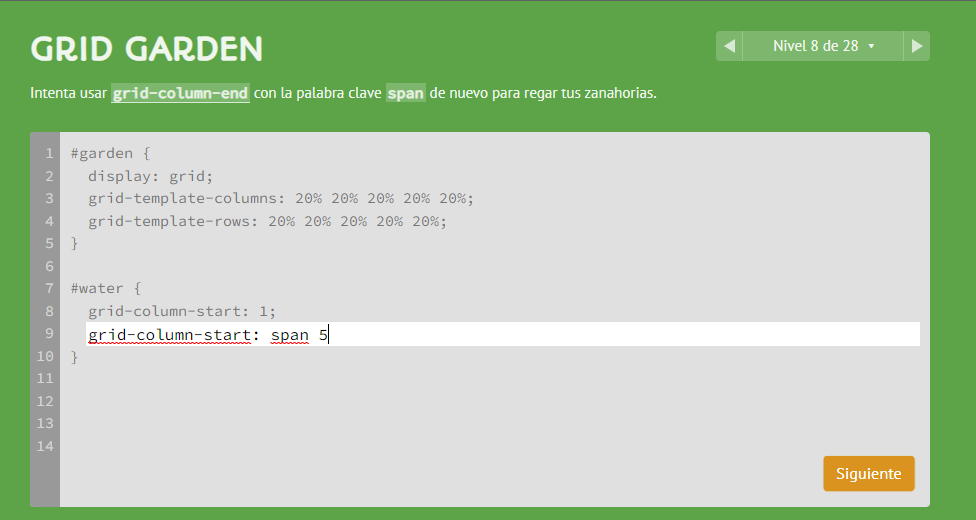 GRID GARDEN
◀ Nivel 8 de 28 ▾ ▶
Intenta usar grid-column-end con la palabra clave span de nuevo para regar tus zanahorias.
1 #garden {
2 display: grid;
3 grid-template-columns: 20% 20% 20% 20% 20%;
4 grid-template-rows: 20% 20% 20% 20% 20%;
5 }
6
7 #water {
8 grid-column-start: 1;
9 grid-column-start: span 5
10 }
11
12
13
14
Siguiente